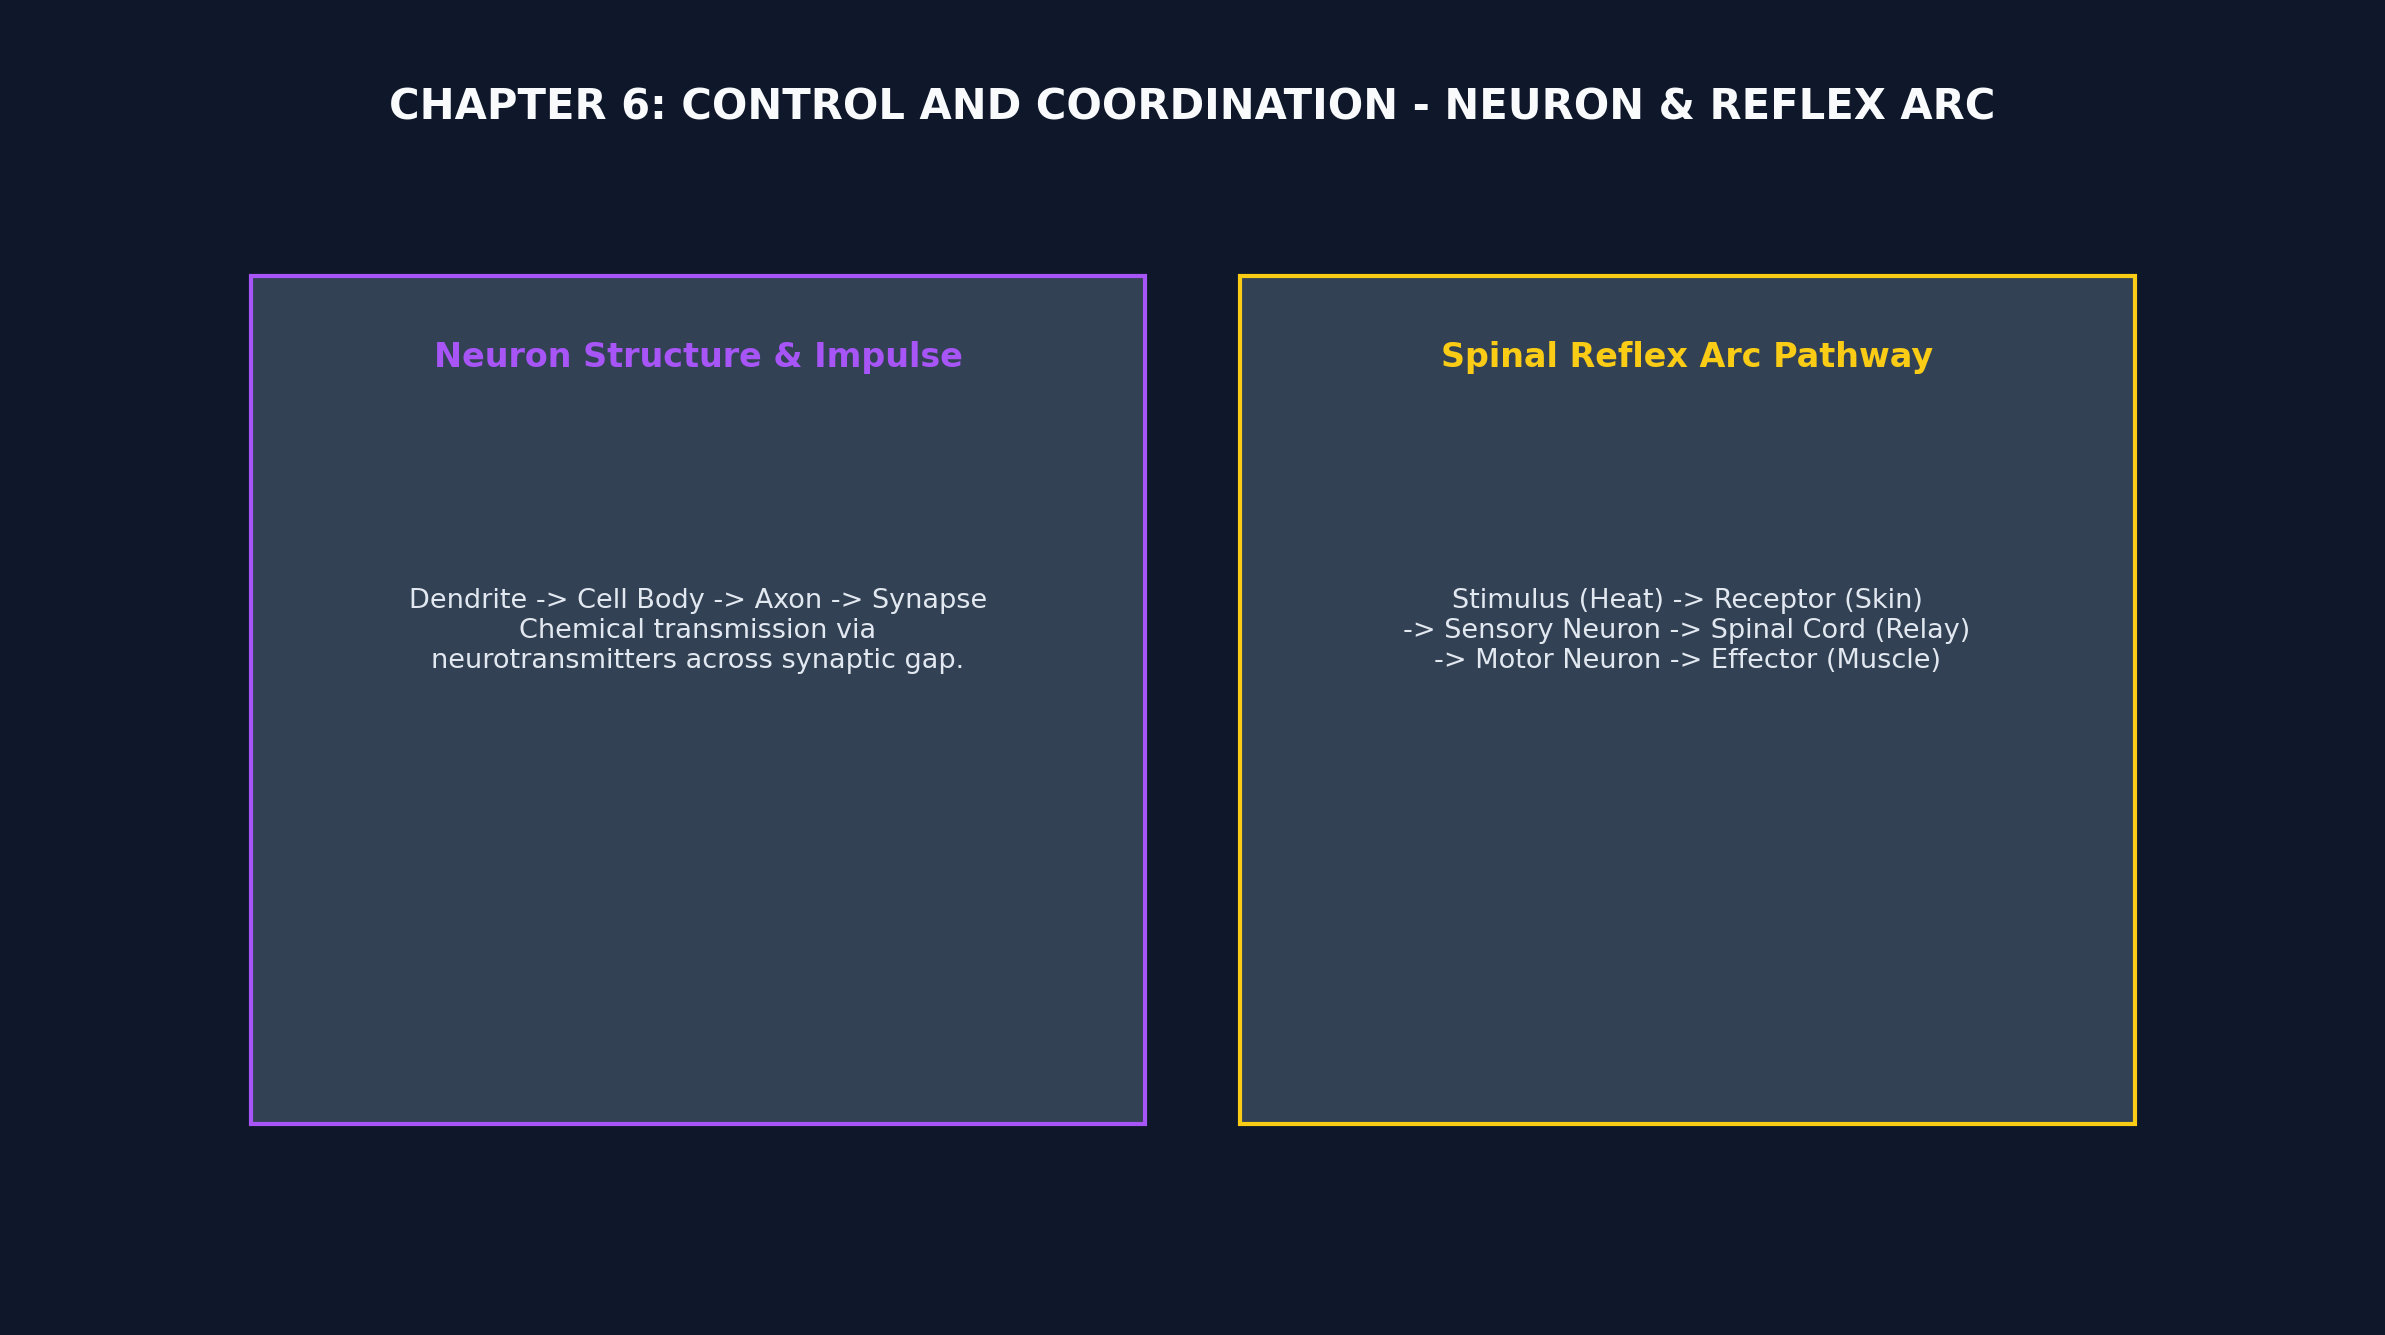 CHAPTER 6: CONTROL AND COORDINATION - NEURON & REFLEX ARC
Neuron Structure & Impulse
Dendrite -> Cell Body -> Axon -> Synapse
Chemical transmission via
neurotransmitters across synaptic gap.
Spinal Reflex Arc Pathway
Stimulus (Heat) -> Receptor (Skin)
-> Sensory Neuron -> Spinal Cord (Relay)
-> Motor Neuron -> Effector (Muscle)